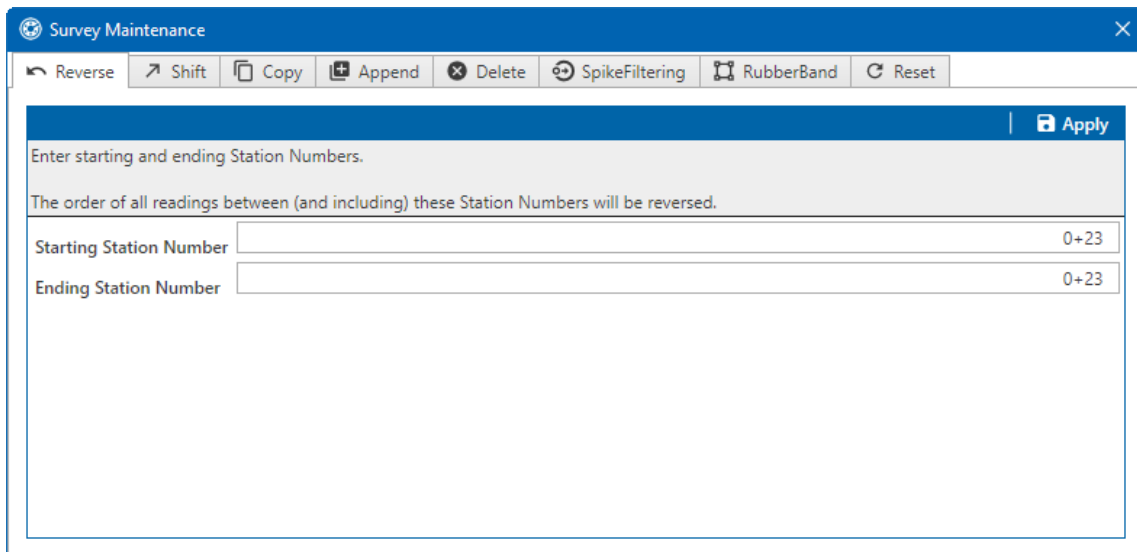 Survey Maintenance
Reverse Shift Copy Append Delete SpikeFiltering RubberBand Reset
Apply
Enter starting and ending Station Numbers.
The order of all readings between (and including) these Station Numbers will be reversed.
Starting Station Number 0+23
Ending Station Number 0+23